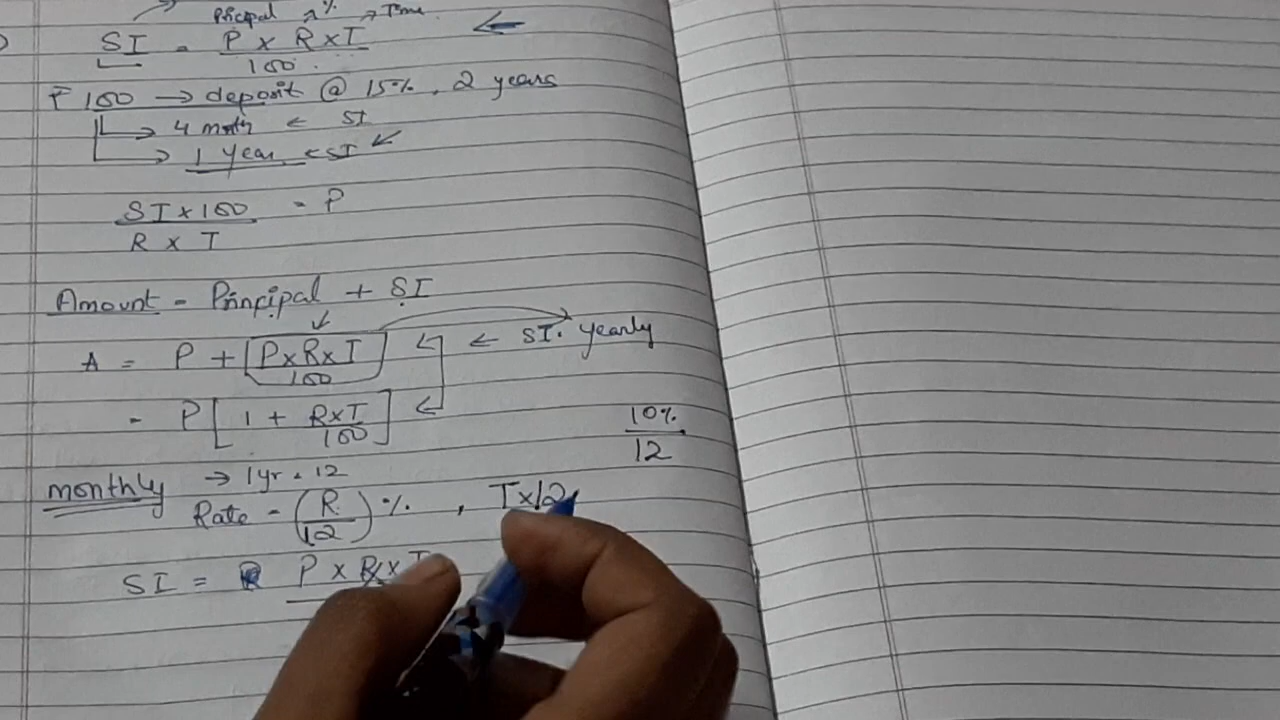 Pricipal % → Time
SI = P × R × T
100
₹ 100 → deposit @ 15%, 2 years
→ 4 month ← SI
→ 1 year ← SI
SI × 100 = P
R × T
Amount = Principal + SI
A = P + [P×R×T] ← SI. yearly
100
= P[1 + R×T]
100
10%
12
monthly → 1yr = 12
Rate = (R/12) %, T×12
SI = P × R × T